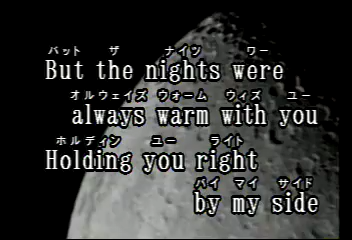 バット ザ ナイツ ワー
But the nights were
オルウェイズ ウォーム ウィズ ユー
always warm with you
ホルディン ユー ライト
Holding you right
バイ マイ サイド
by my side